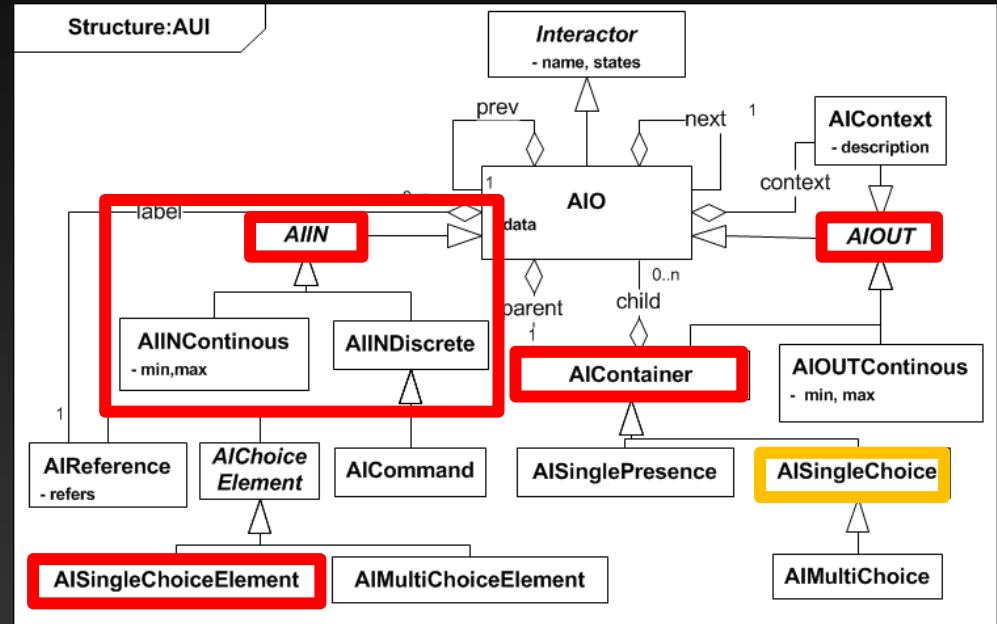 Structure:AUI
Interactor
- name, states
prev
next
1
AIContext
- description
context
label
1
AIO
data
AIIN
AIOUT
0..n
parent
child
1
AIINContinous
- min,max
AIINDiscrete
AIContainer
AIOUTContinous
- min, max
1
AIReference
- refers
AIChoice
Element
AICommand
AISinglePresence
AISingleChoice
AISingleChoiceElement
AIMultiChoiceElement
AIMultiChoice